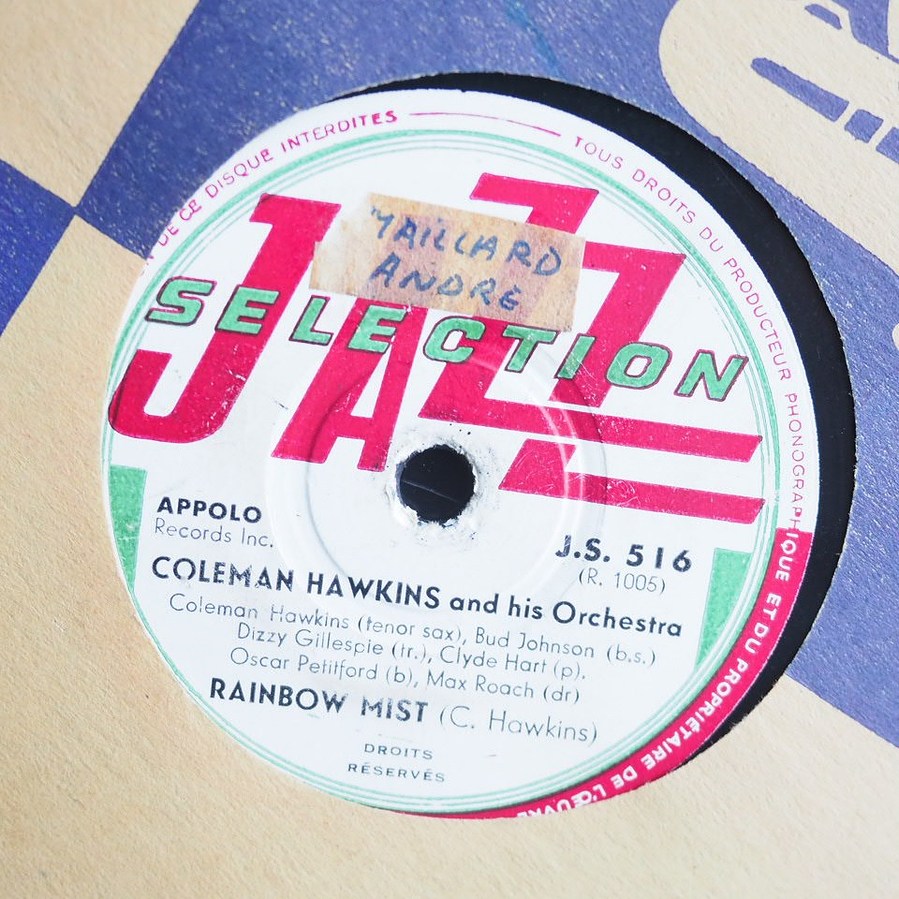 DE CE DISQUE INTERDITES — TOUS DROITS DU PRODUCTEUR PHONOGRAPHIQUE ET DU PROPRIÉTAIRE DE L'ŒUVRE
JAZZ
MAILLARD
ANDRE
SELECTION
APPOLO
Records Inc.
J.S. 516
(R. 1005)
COLEMAN HAWKINS and his Orchestra
Coleman Hawkins (tenor sax), Bud Johnson (b.s.)
Dizzy Gillespie (tr.), Clyde Hart (p).
Oscar Petitford (b), Max Roach (dr)
RAINBOW MIST (C. Hawkins)
DROITS
RÉSERVÉS